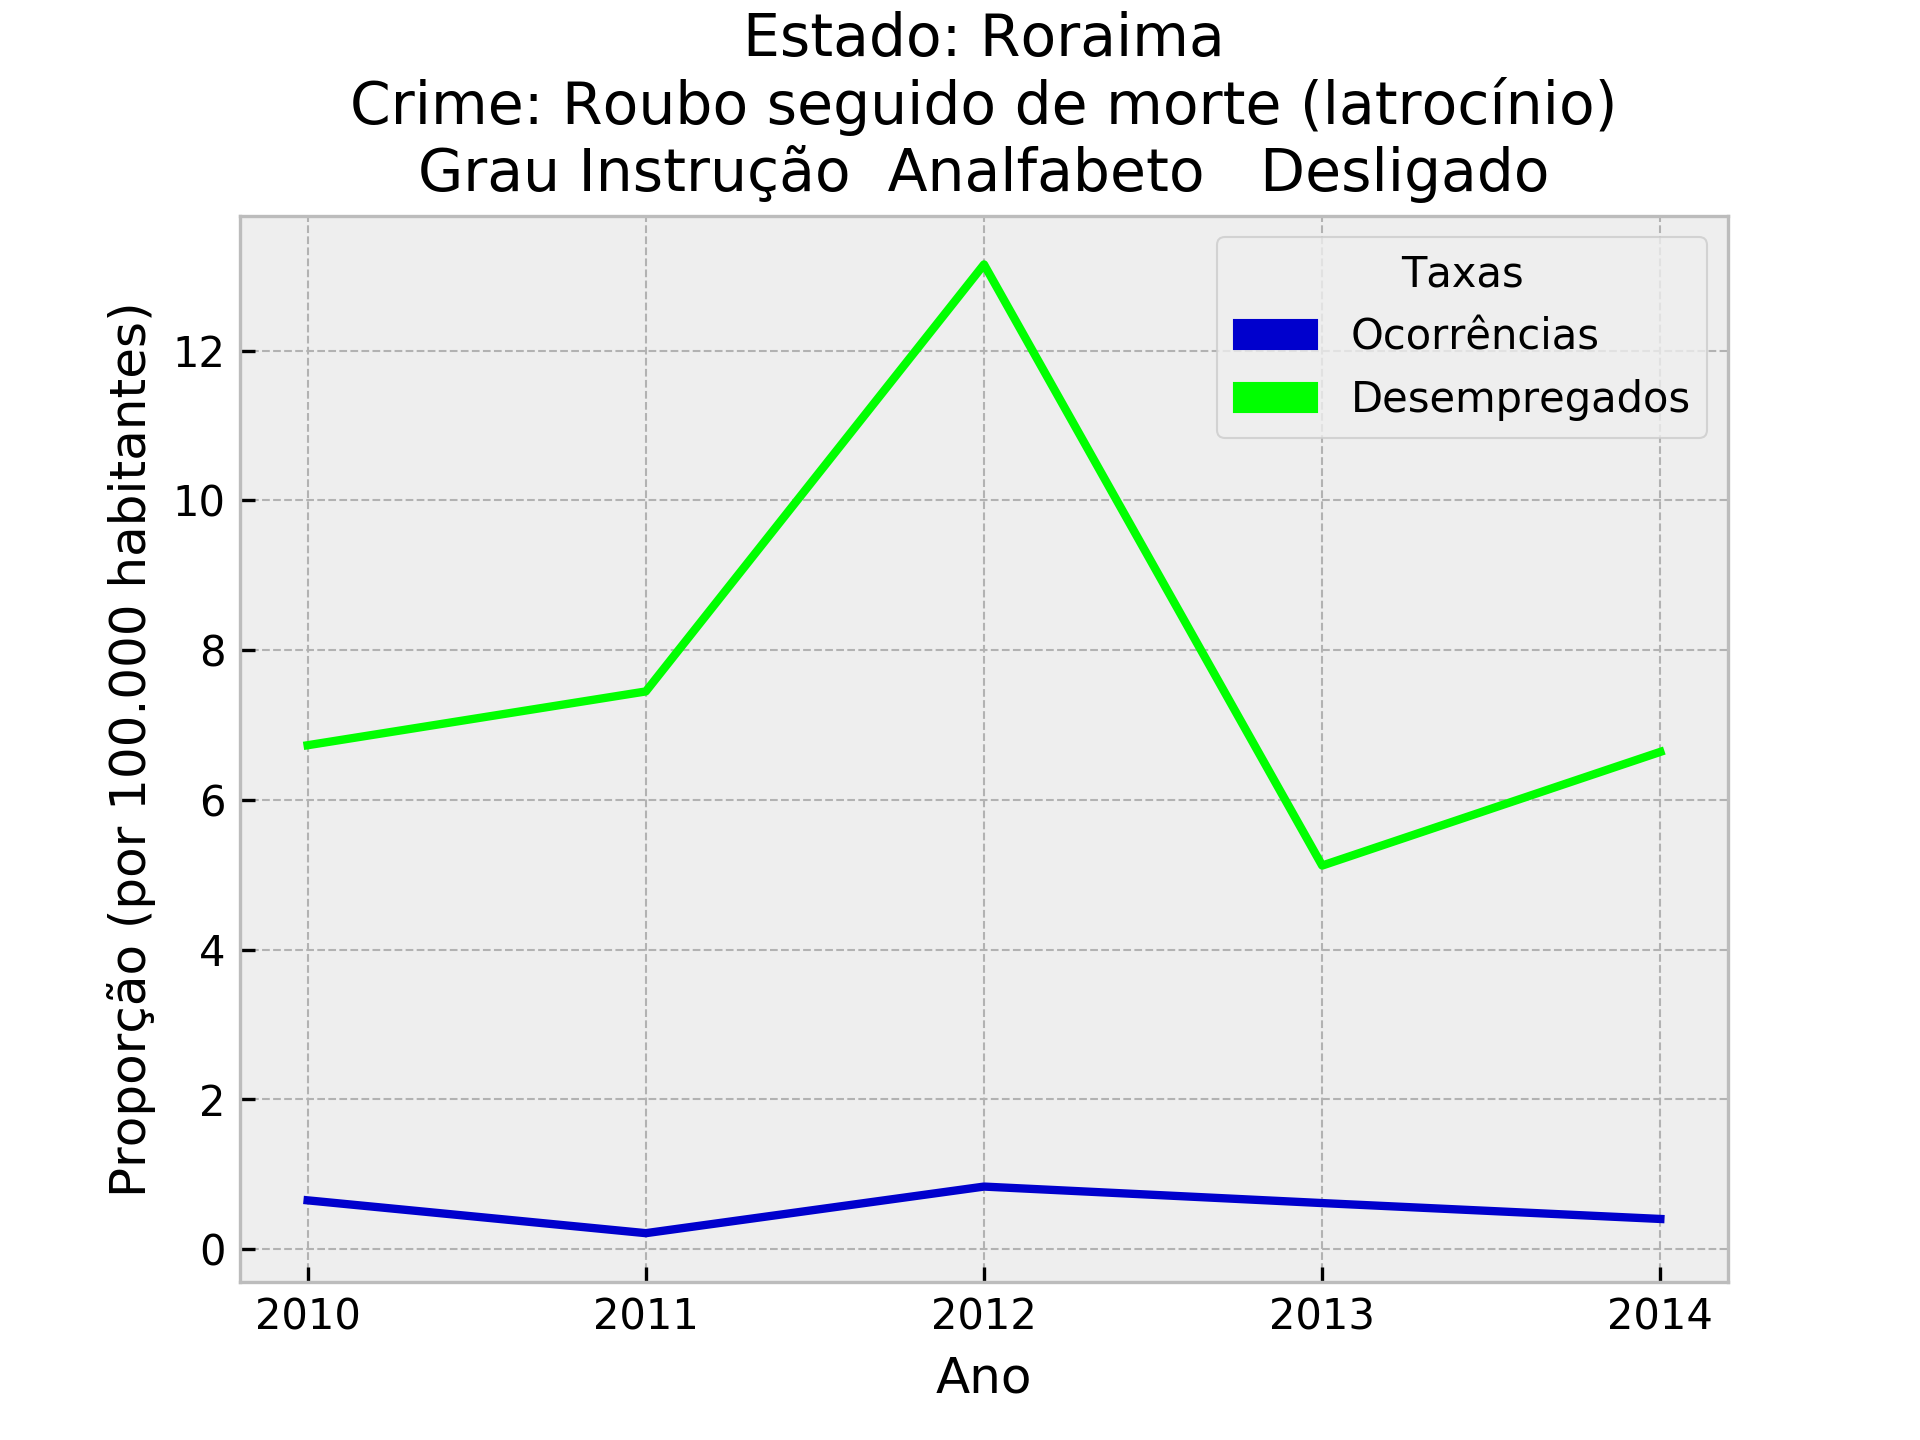 Estado: Roraima
Crime: Roubo seguido de morte (latrocínio)
Grau Instrução  Analfabeto   Desligado
Taxas
Ocorrências
Desempregados
Proporção (por 100.000 habitantes)
12
10
8
6
4
2
0
2010 2011 2012 2013 2014
Ano